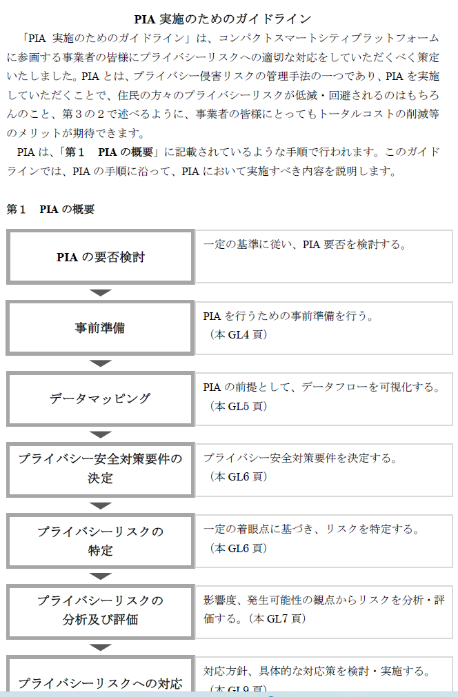 PIA 実施のためのガイドライン
「PIA 実施のためのガイドライン」は、コンパクトスマートシティプラットフォーム
に参画する事業者の皆様にプライバシーリスクへの適切な対応をしていただくべく策定
いたしました。PIA とは、プライバシー侵害リスクの管理手法の一つであり、PIA を実施
していただくことで、住民の方々のプライバシーリスクが低減・回避されるのはもちろ
んのこと、第３の２で述べるように、事業者の皆様にとってもトータルコストの削減等
のメリットが期待できます。
PIA は、「第１　PIA の概要」に記載されているような手順で行われます。このガイド
ラインでは、PIA の手順に沿って、PIA において実施すべき内容を説明します。
第１　PIA の概要
PIA の要否検討
一定の基準に従い、PIA 要否を検討する。
事前準備
PIA を行うための事前準備を行う。
（本 GL4 頁）
データマッピング
PIA の前提として、データフローを可視化する。
（本 GL5 頁）
プライバシー安全対策要件の
決定
プライバシー安全対策要件を決定する。
（本 GL6 頁）
プライバシーリスクの
特定
一定の着眼点に基づき、リスクを特定する。
（本 GL6 頁）
プライバシーリスクの
分析及び評価
影響度、発生可能性の観点からリスクを分析・評
価する。（本 GL7 頁）
プライバシーリスクへの対応
対応方針、具体的な対応策を検討・実施する。
（本 GL9 頁）